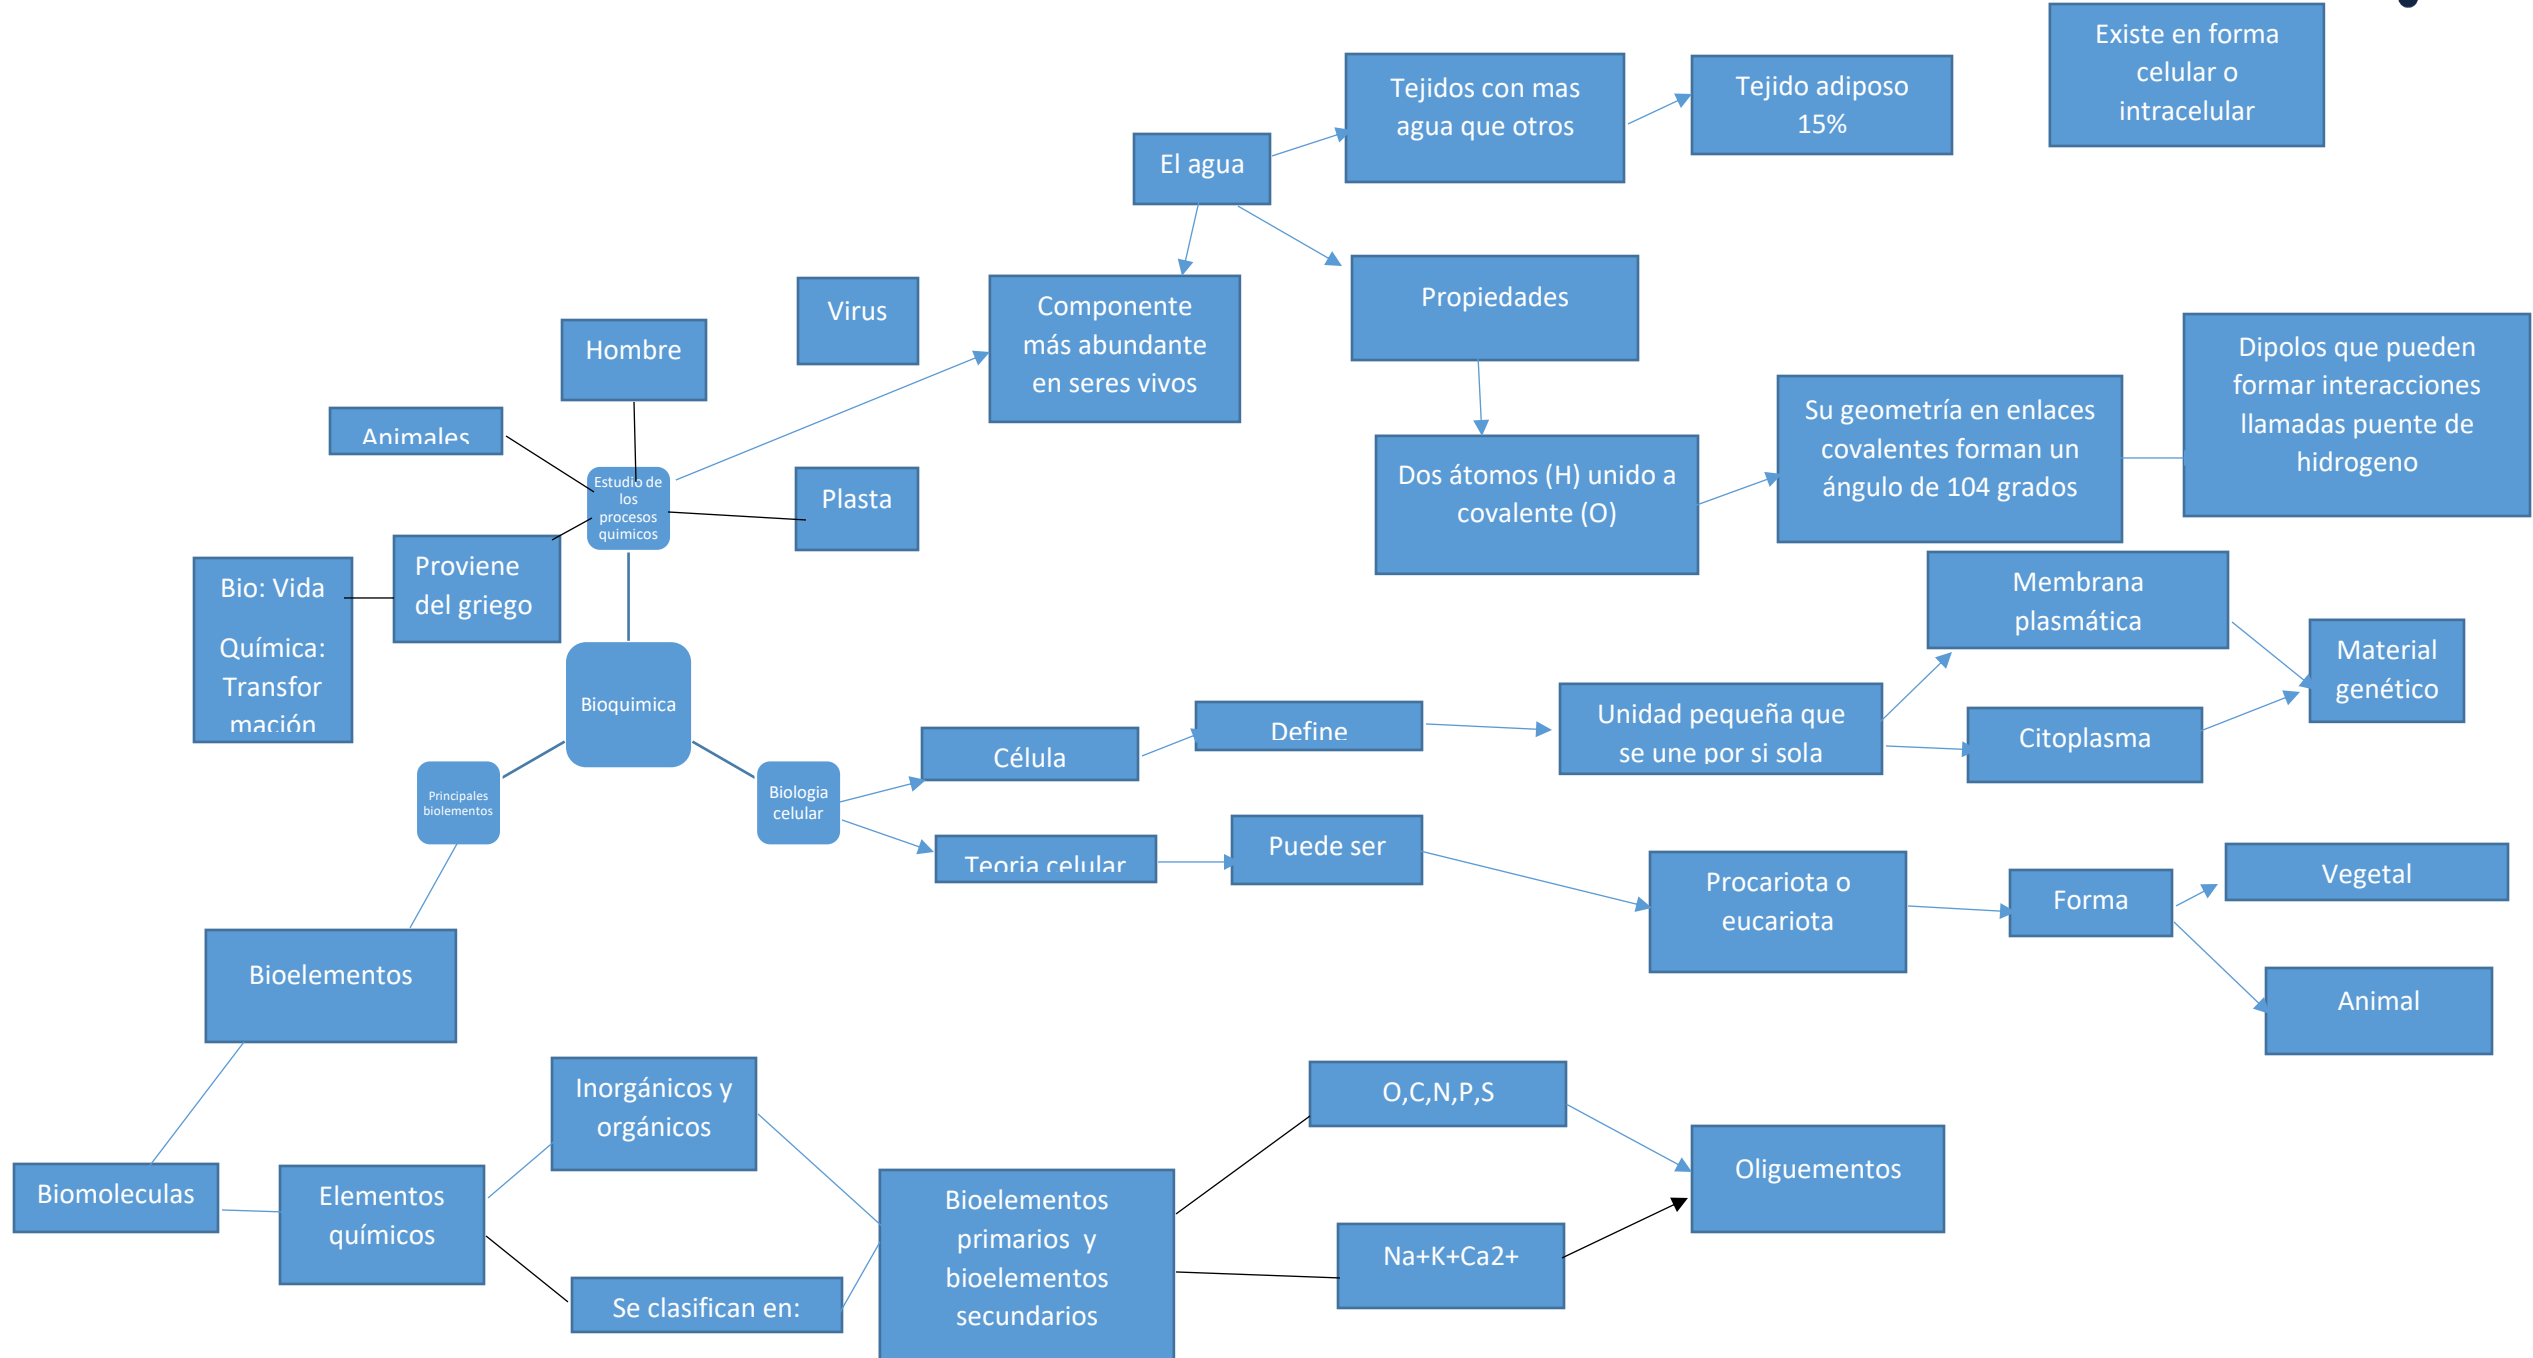 Existe en forma
celular o
intracelular
Tejidos con mas
agua que otros
Tejido adiposo
15%
El agua
Virus
Componente
más abundante
en seres vivos
Propiedades
Hombre
Animales
Dipolos que pueden
formar interacciones
llamadas puente de
hidrogeno
Su geometría en enlaces
covalentes forman un
ángulo de 104 grados
Dos átomos (H) unido a
covalente (O)
Estudio de
los
procesos
quimicos
Plasta
Proviene
del griego
Bio: Vida
Química:
Transfor
mación
Membrana
plasmática
Material
genético
Bioquimica
Célula
Define
Unidad pequeña que
se une por si sola
Citoplasma
Principales
biolementos
Biologia
celular
Teoria celular
Puede ser
Procariota o
eucariota
Forma
Vegetal
Animal
Bioelementos
Inorgánicos y
orgánicos
O,C,N,P,S
Oliguementos
Biomoleculas
Elementos
químicos
Bioelementos
primarios y
bioelementos
secundarios
Na+K+Ca2+
Se clasifican en: